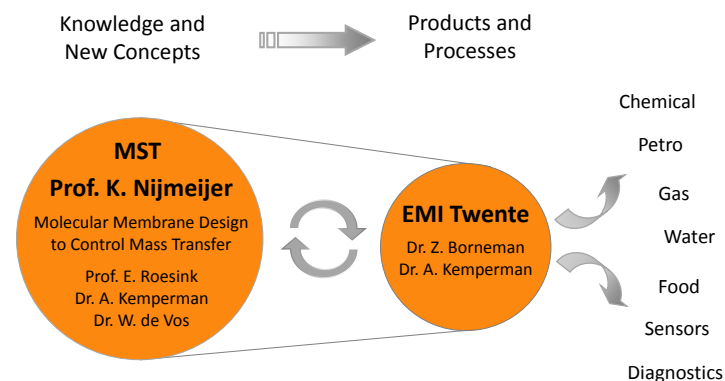 Knowledge and
New Concepts
Products and
Processes
MST
Prof. K. Nijmeijer
Molecular Membrane Design
to Control Mass Transfer
Prof. E. Roesink
Dr. A. Kemperman
Dr. W. de Vos
EMI Twente
Dr. Z. Borneman
Dr. A. Kemperman
Chemical
Petro
Gas
Water
Food
Sensors
Diagnostics